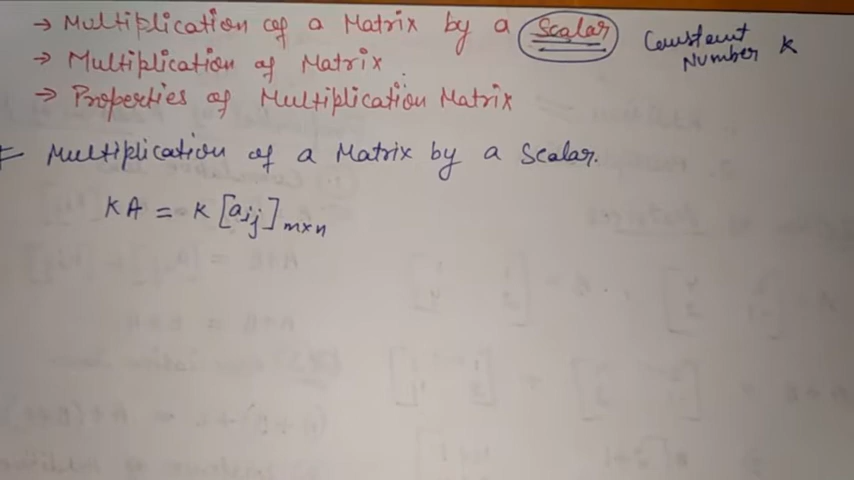 → Multiplication of a Matrix by a Scalar Constant Number K
→ Multiplication of Matrix
→ Properties of Multiplication Matrix
Multiplication of a Matrix by a Scalar.
KA = K [aij]m×n